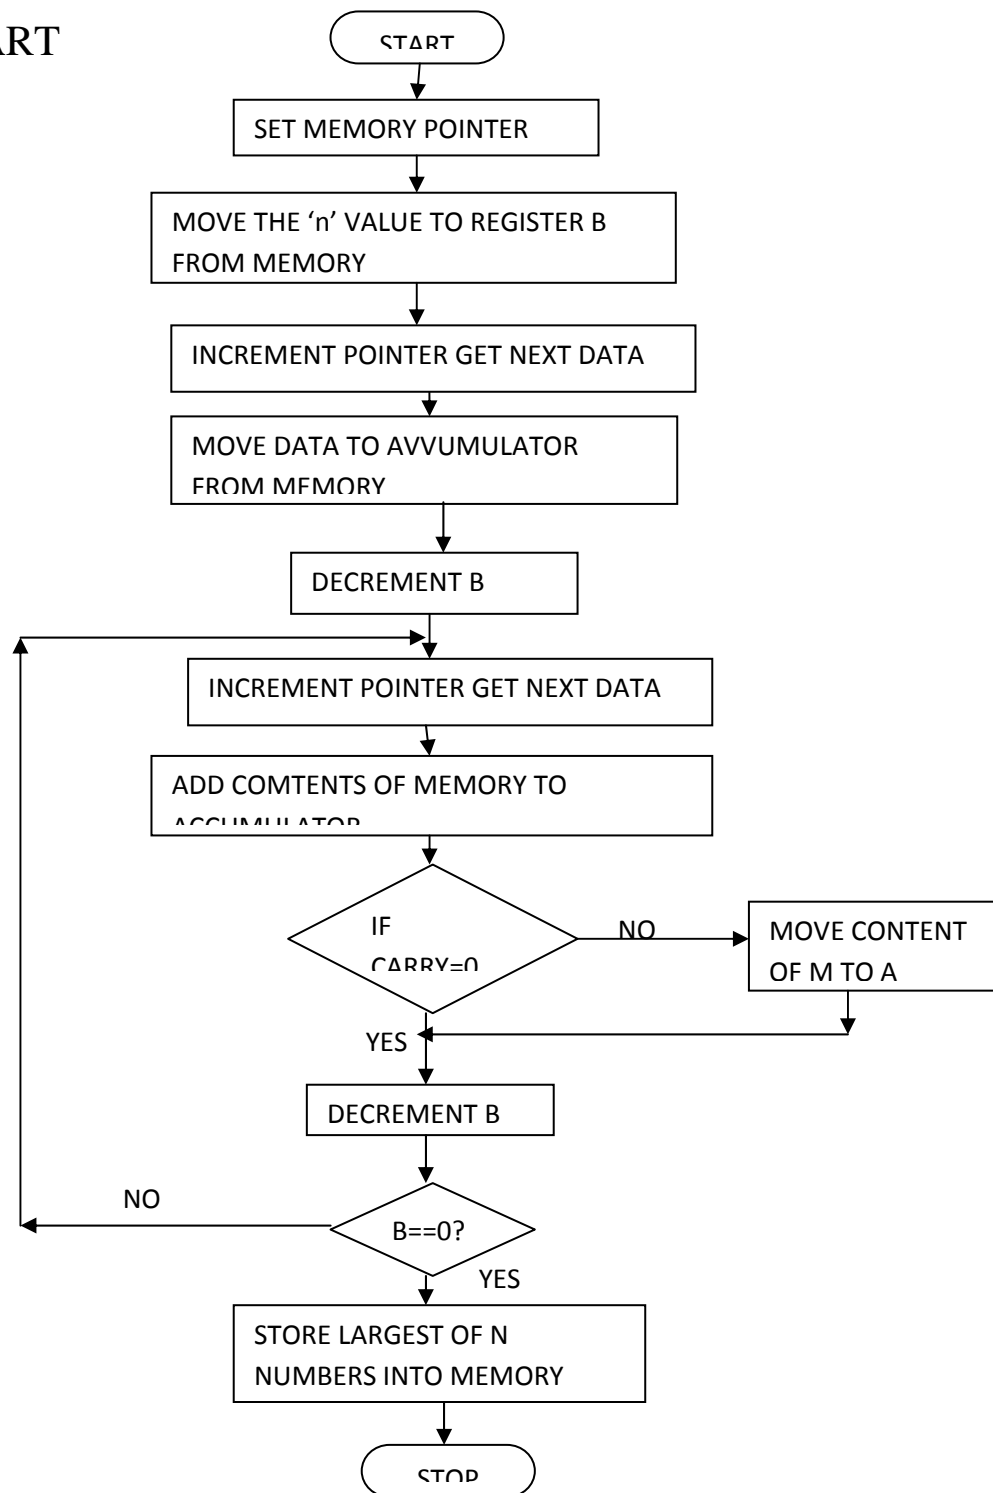 ART
START
SET MEMORY POINTER
MOVE THE ‘n’ VALUE TO REGISTER B
FROM MEMORY
INCREMENT POINTER GET NEXT DATA
MOVE DATA TO AVVUMULATOR
FROM MEMORY
DECREMENT B
INCREMENT POINTER GET NEXT DATA
ADD COMTENTS OF MEMORY TO
ACCUMULATOR
IF
CARRY=0
NO
MOVE CONTENT
OF M TO A
YES
DECREMENT B
NO
B==0?
YES
STORE LARGEST OF N
NUMBERS INTO MEMORY
STOP